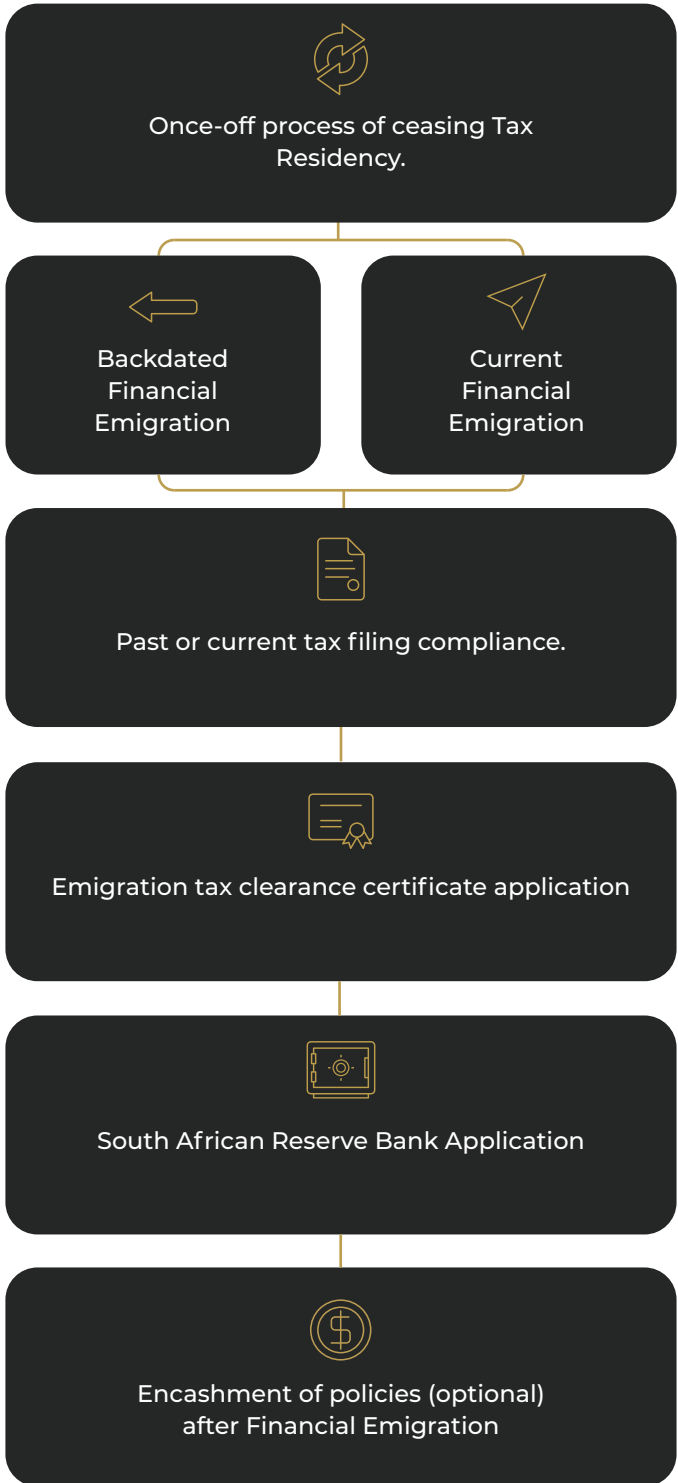 Once-off process of ceasing Tax
Residency.
Backdated
Financial
Emigration
Current
Financial
Emigration
Past or current tax filing compliance.
Emigration tax clearance certificate application
South African Reserve Bank Application
Encashment of policies (optional)
after Financial Emigration